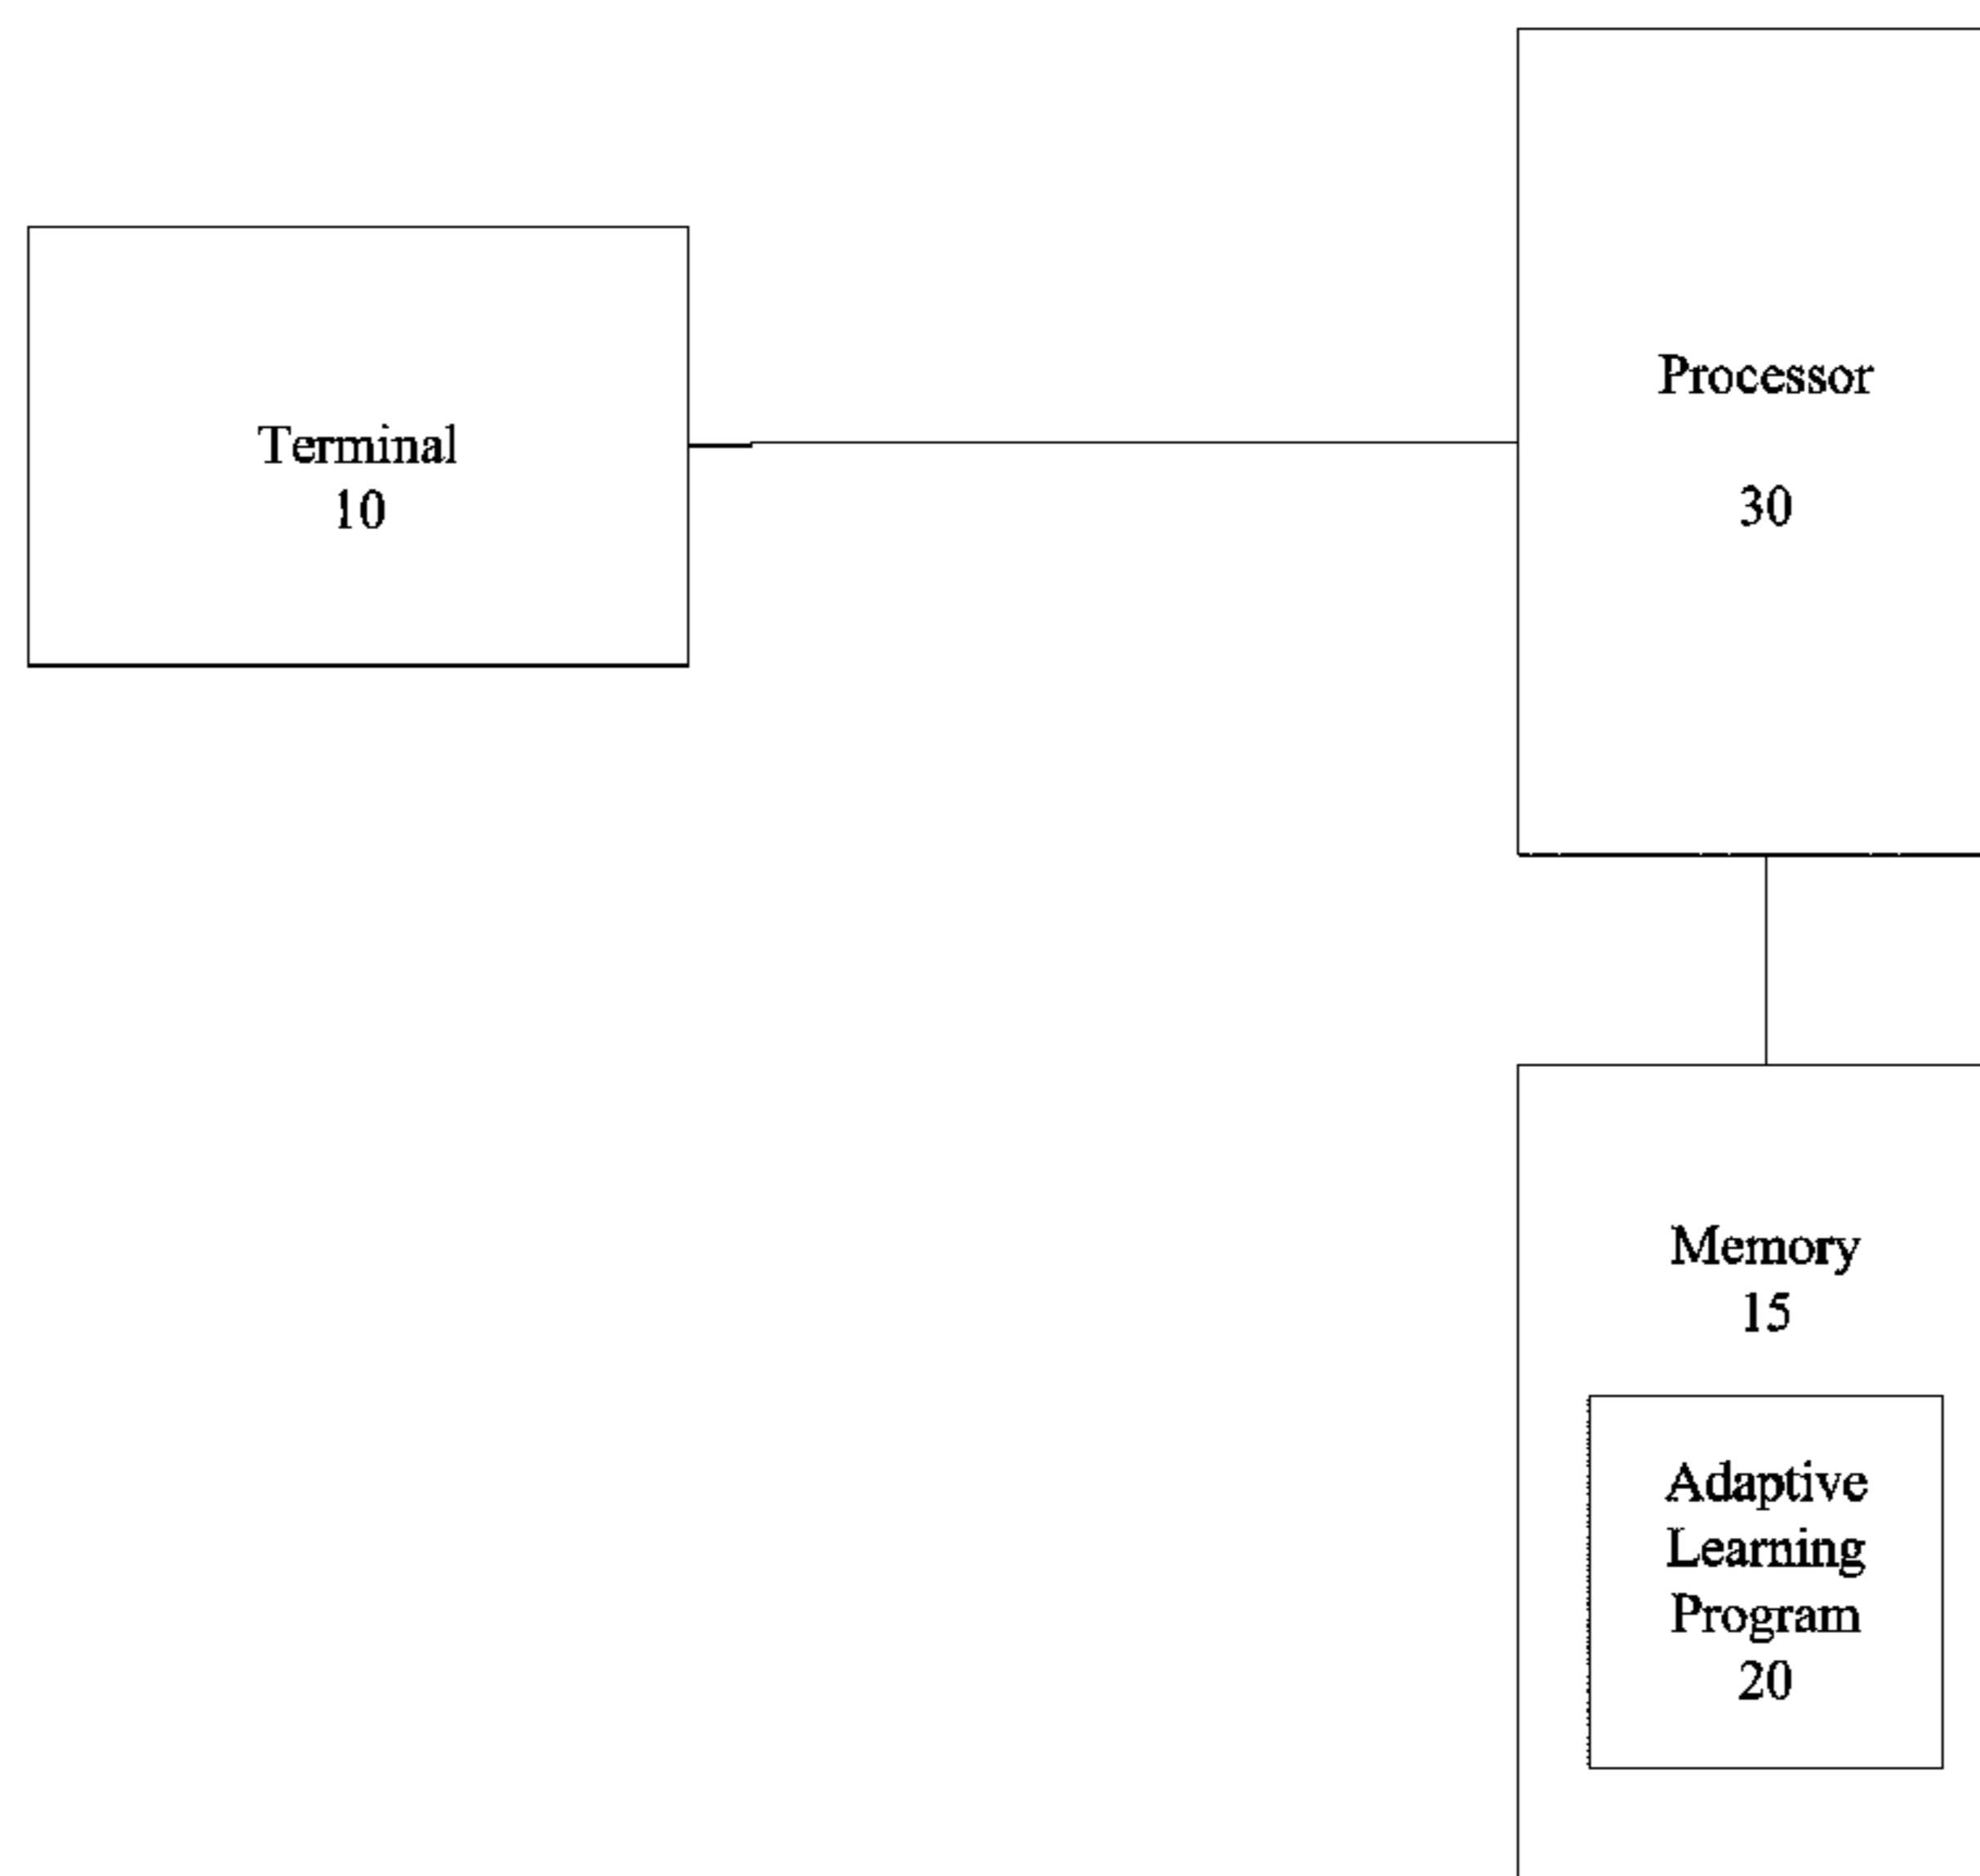 Terminal
10
Processor
30
Memory
15
Adaptive
Learning
Program
20